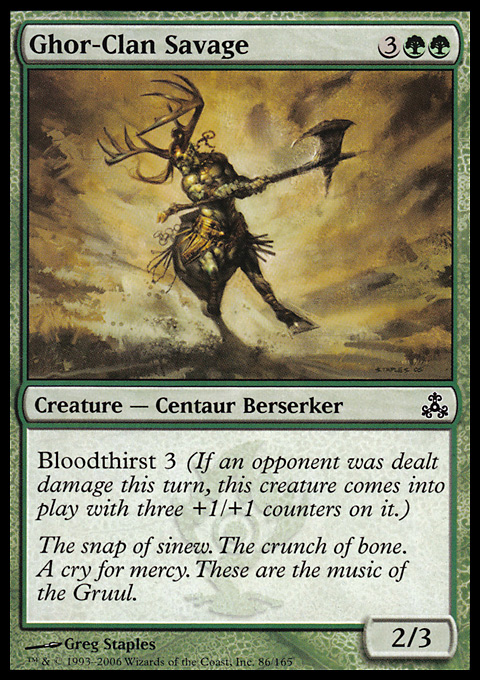 Ghor-Clan Savage 3
STAPLES 05
Creature — Centaur Berserker
Bloodthirst 3 (If an opponent was dealt
damage this turn, this creature comes into
play with three +1/+1 counters on it.)
The snap of sinew. The crunch of bone.
A cry for mercy. These are the music of
the Gruul.
2/3
Greg Staples
™ & © 1993–2006 Wizards of the Coast, Inc. 86/165